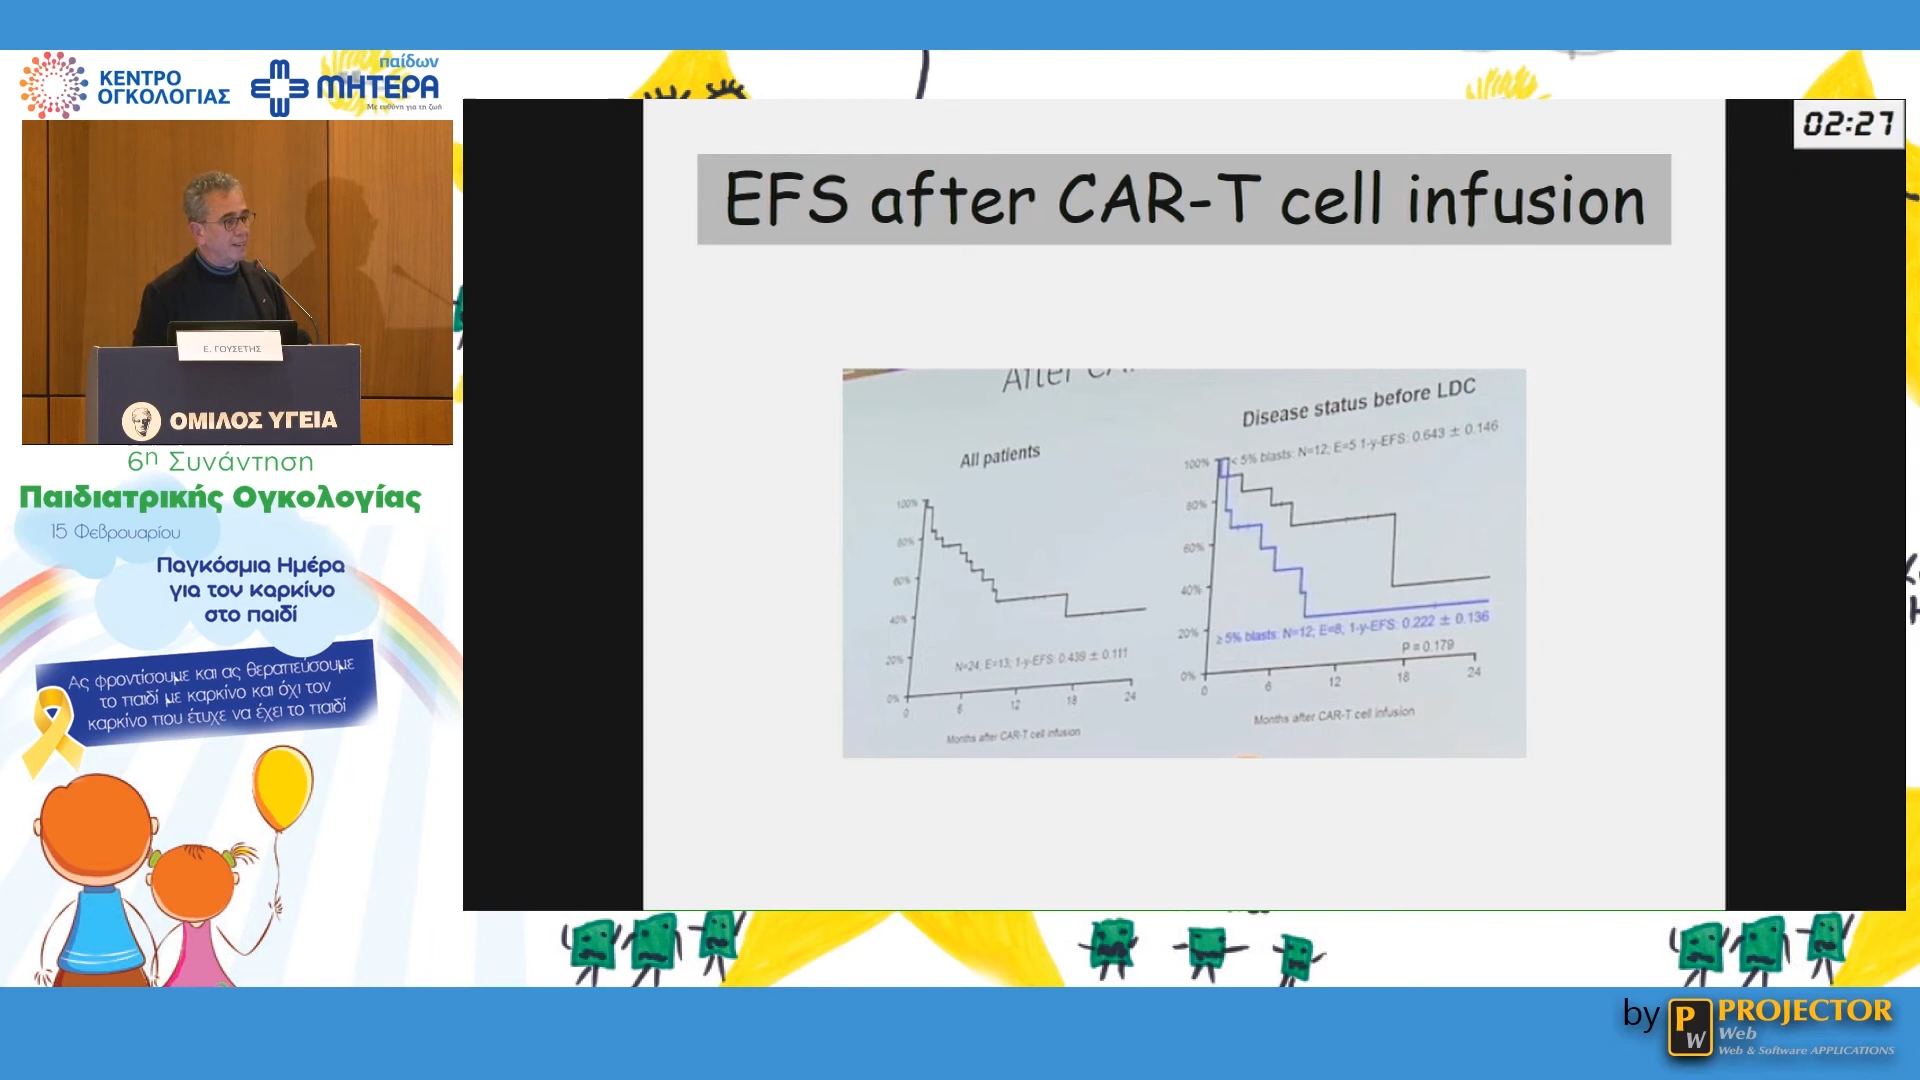 ΚΕΝΤΡΟ
ΟΓΚΟΛΟΓΙΑΣ
παίδων
ΜΗΤΕΡΑ
Με ευθύνη για τη ζωή
Ε. ΓΟΥΣΕΤΗΣ
ΟΜΙΛΟΣ ΥΓΕΙΑ
6η Συνάντηση
Παιδιατρικής Ογκολογίας
15 Φεβρουαρίου
Παγκόσμια Ημέρα
για τον καρκίνο
στο παιδί
Ας φροντίσουμε και ας θεραπεύσουμε
το παιδί με καρκίνο και όχι τον
καρκίνο που έτυχε να έχει το παιδί
02:27
EFS after CAR-T cell infusion
All patients
100%
80%
60%
40%
20%
0%
N=24; E=13; 1-y-EFS: 0.439 ± 0.111
0 6 12 18 24
Months after CAR-T cell infusion
Disease status before LDC
< 5% blasts: N=12; E=5 1-y-EFS: 0.643 ± 0.146
100%
80%
60%
40%
20%
0%
≥ 5% blasts: N=12; E=8, 1-y-EFS: 0.222 ± 0.136
P = 0.179
0 6 12 18 24
Months after CAR-T cell infusion
by
PW
PROJECTOR
Web
Web & Software APPLICATIONS